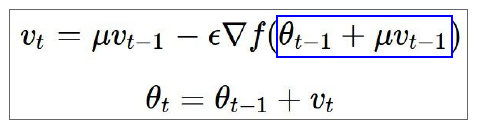 v_t = μv_{t−1} − ϵ∇f(θ_{t−1} + μv_{t−1})
θ_t = θ_{t−1} + v_t